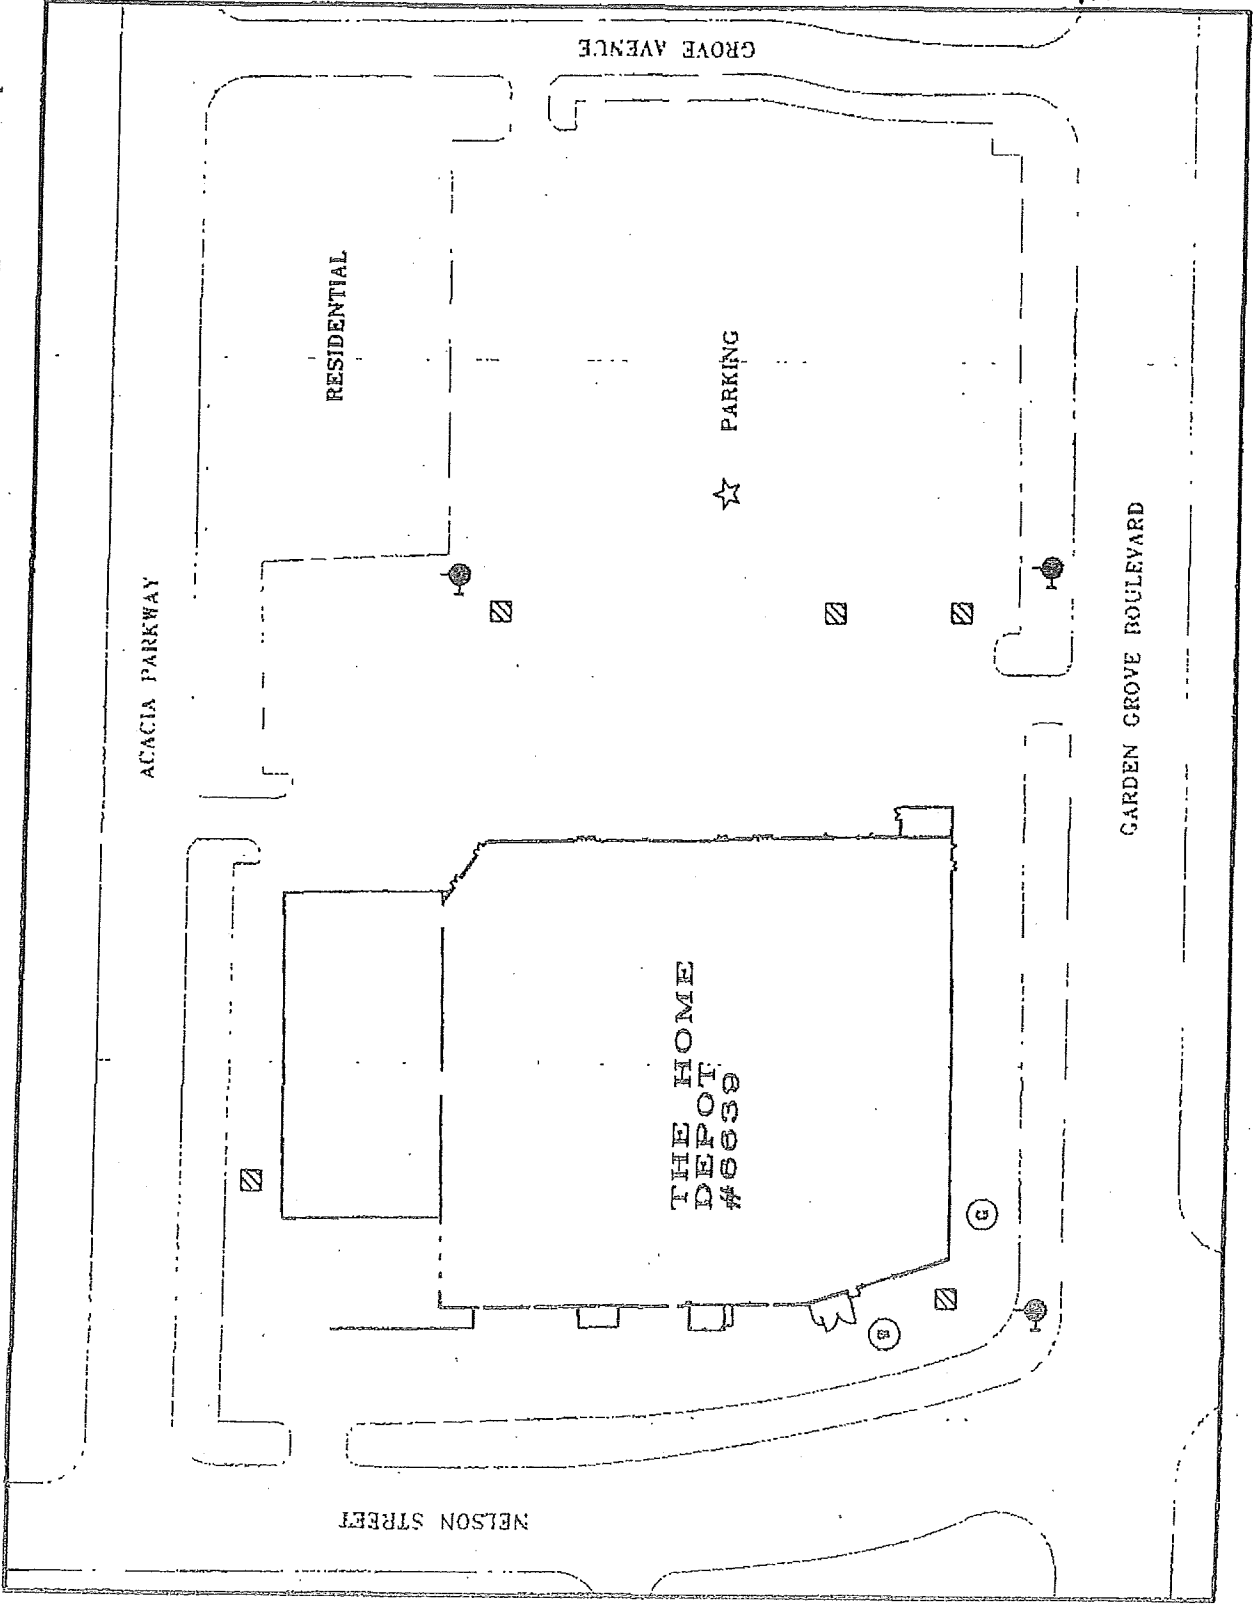 GROVE AVENUE
RESIDENTIAL
PARKING
ACACIA PARKWAY
GARDEN GROVE BOULEVARD
THE HOME
DEPOT
#6639
G
E
NELSON STREET